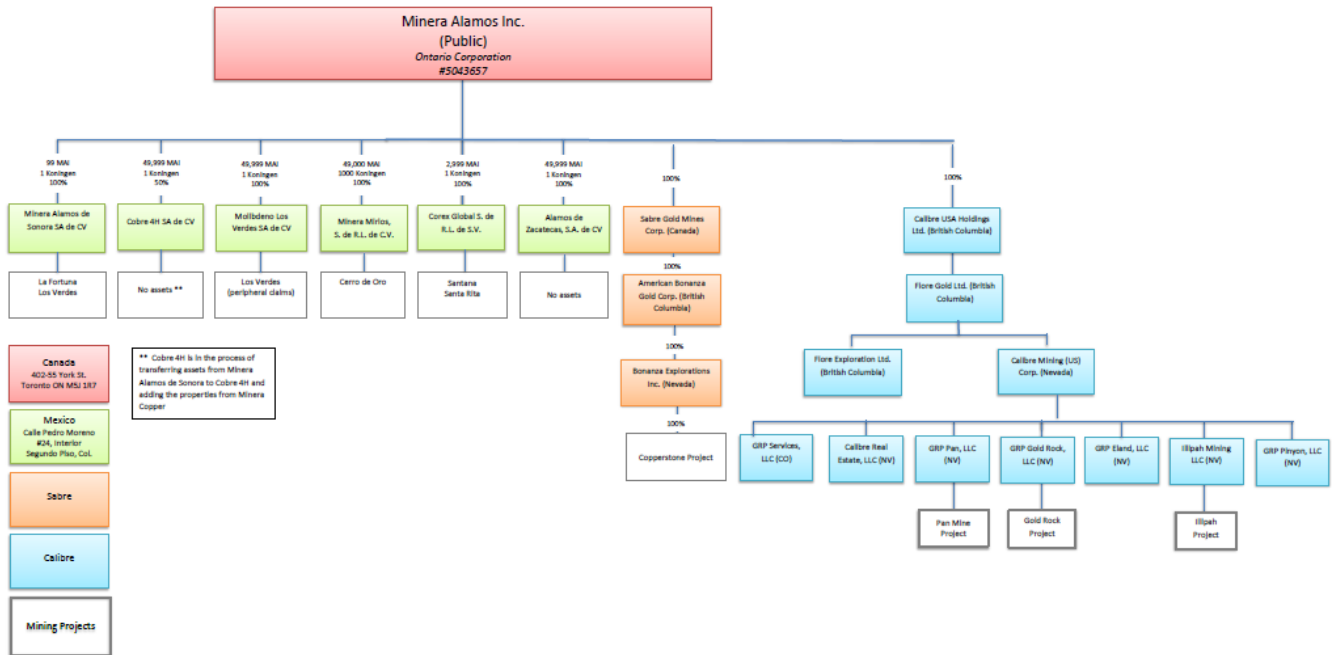 Minera Alamos Inc.
(Public)
Ontario Corporation
#5043657
99 MAI
1 Koningen
100%
49,999 MAI
1 Koningen
50%
49,999 MAI
1 Koningen
100%
49,000 MAI
1000 Koningen
100%
2,999 MAI
1 Koningen
100%
49,999 MAI
1 Koningen
100%
100%
100%
Minera Alamos de
Sonora SA de CV
Cobre 4H SA de CV
Molibdeno Los
Verdes SA de CV
Minera Mirlos,
S. de R.L. de C.V.
Corex Global S. de
R.L. de S.V.
Alamos de
Zacatecas, S.A. de CV
Sabre Gold Mines
Corp. (Canada)
Calibre USA Holdings
Ltd. (British Columbia)
La Fortuna
Los Verdes
No assets **
Los Verdes
(peripheral claims)
Cerro de Oro
Santana
Santa Rita
No assets
100%
American Bonanza
Gold Corp. (British
Columbia)
Fiore Gold Ltd. (British
Columbia)
Canada
402-55 York St.
Toronto ON M5J 1R7
** Cobre 4H is in the process of
transferring assets from Minera
Alamos de Sonora to Cobre 4H and
adding the properties from Minera
Copper
100%
Bonanza Explorations
Inc. (Nevada)
Fiore Exploration Ltd.
(British Columbia)
Calibre Mining (US)
Corp. (Nevada)
Mexico
Calle Pedro Moreno
#24, Interior
Segundo Piso, Col.
100%
Copperstone Project
GRP Services,
LLC (CO)
Calibre Real
Estate, LLC (NV)
GRP Pan, LLC
(NV)
GRP Gold Rock,
LLC (NV)
GRP Eland, LLC
(NV)
Illipah Mining
LLC (NV)
GRP Pinyon, LLC
(NV)
Sabre
Pan Mine
Project
Gold Rock
Project
Illipah
Project
Calibre
Mining Projects